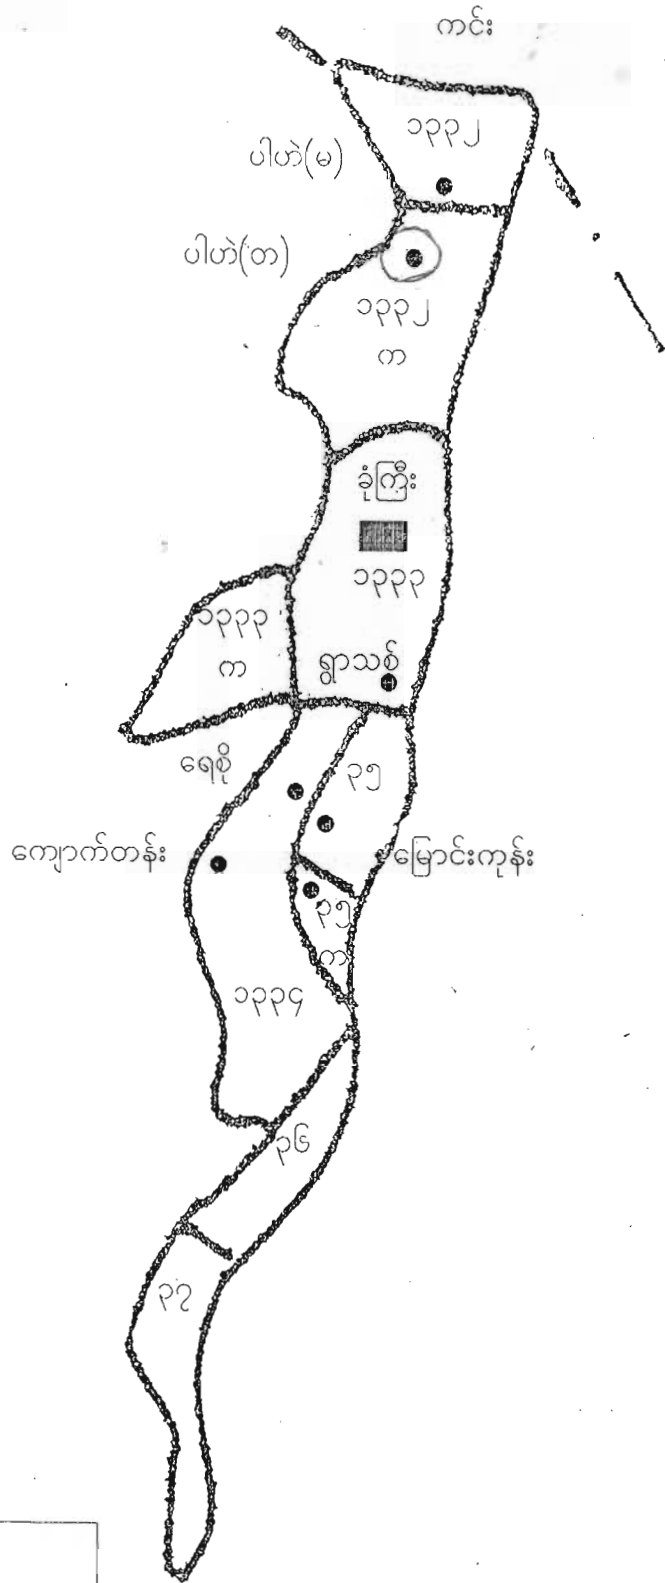 ကင်း
၁၃၃၂
ပါဟဲ(မ)
ပါဟဲ(တ)
၁၃၃၂
က
ခုံကြီး
၁၃၃၃
၁၃၃၃
က
ရွာသစ်
ရေစို
၃၅
ကျောက်တန်း
မြောင်းကုန်း
၃၅
က
၁၃၃၄
၃၆
၃၇